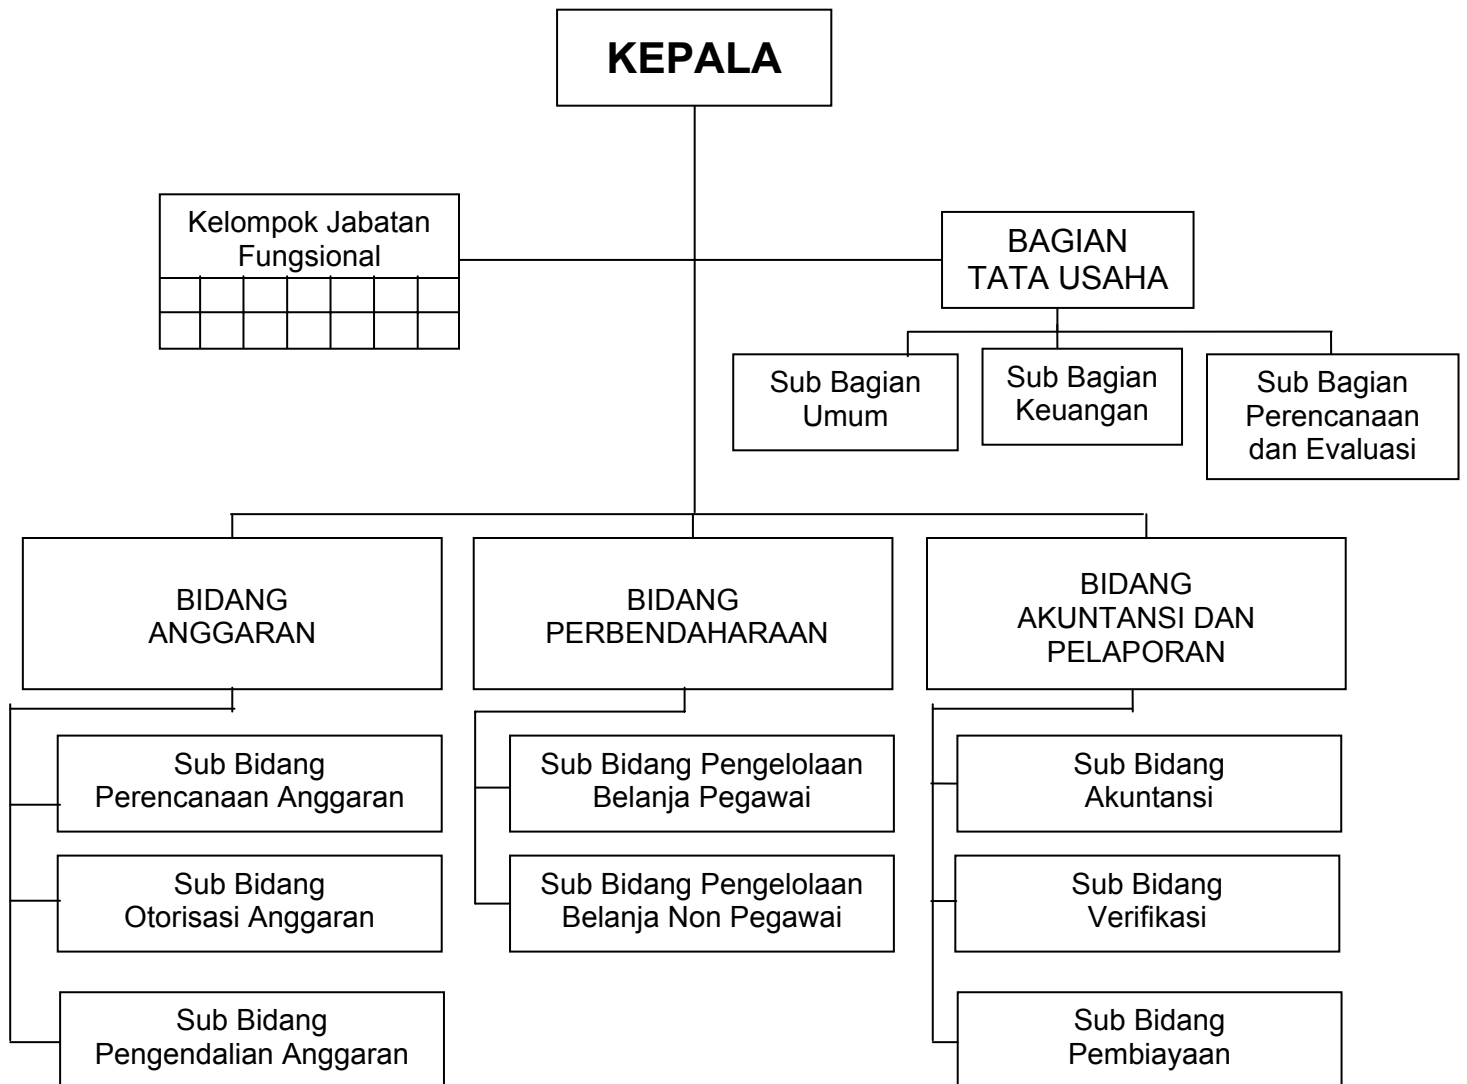 KEPALA
Kelompok Jabatan
Fungsional
BAGIAN
TATA USAHA
Sub Bagian
Umum
Sub Bagian
Keuangan
Sub Bagian
Perencanaan
dan Evaluasi
BIDANG
ANGGARAN
BIDANG
PERBENDAHARAAN
BIDANG
AKUNTANSI DAN
PELAPORAN
Sub Bidang
Perencanaan Anggaran
Sub Bidang
Otorisasi Anggaran
Sub Bidang
Pengendalian Anggaran
Sub Bidang Pengelolaan
Belanja Pegawai
Sub Bidang Pengelolaan
Belanja Non Pegawai
Sub Bidang
Akuntansi
Sub Bidang
Verifikasi
Sub Bidang
Pembiayaan